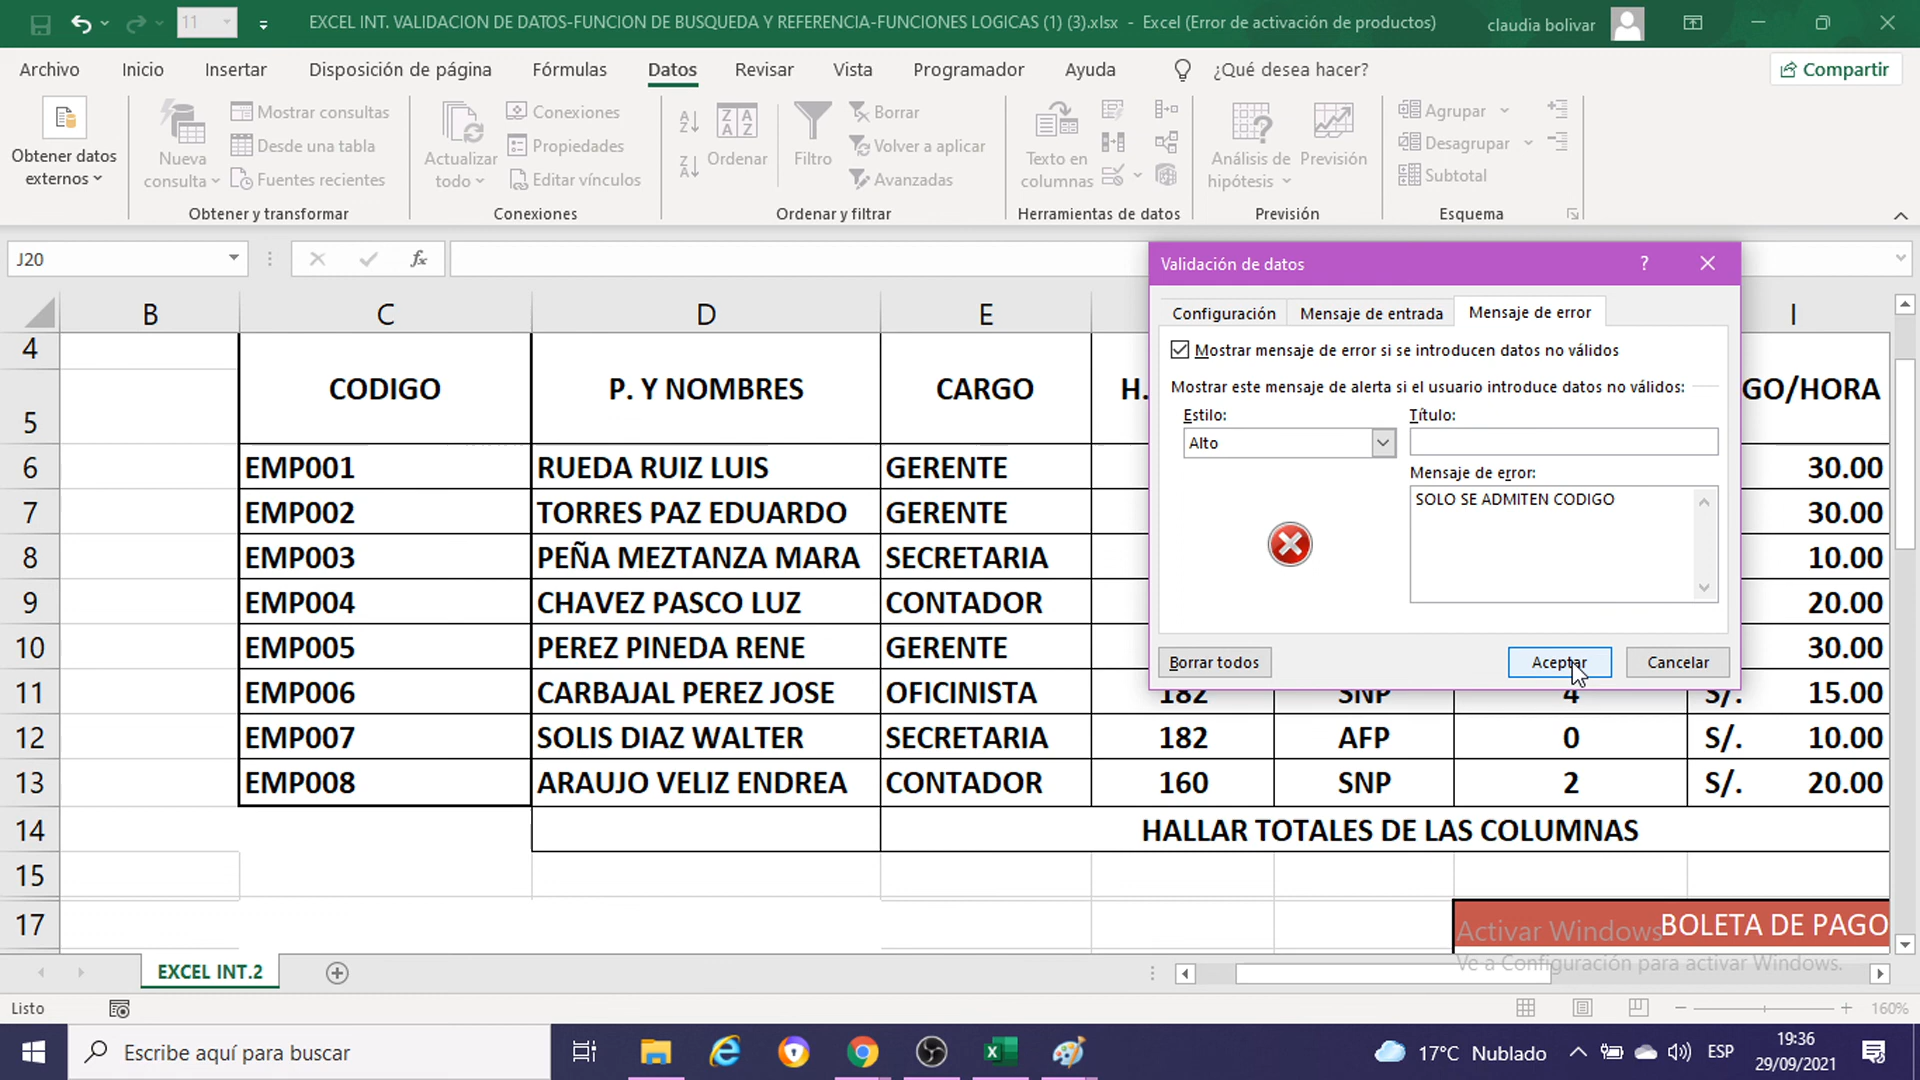 11
EXCEL INT. VALIDACION DE DATOS-FUNCION DE BUSQUEDA Y REFERENCIA-FUNCIONES LOGICAS (1) (3).xlsx - Excel (Error de activación de productos)
claudia bolivar
Archivo Inicio Insertar Disposición de página Fórmulas Datos Revisar Vista Programador Ayuda ¿Qué desea hacer? Compartir
Obtener datos externos
Nueva consulta
Mostrar consultas
Desde una tabla
Fuentes recientes
Obtener y transformar
Actualizar todo
Conexiones
Propiedades
Editar vínculos
Conexiones
Ordenar
Filtro
Borrar
Volver a aplicar
Avanzadas
Ordenar y filtrar
Texto en columnas
Herramientas de datos
Análisis de hipótesis
Previsión
Previsión
Agrupar
Desagrupar
Subtotal
Esquema
J20
fx
Validación de datos ?
Configuración Mensaje de entrada Mensaje de error
Mostrar mensaje de error si se introducen datos no válidos
Mostrar este mensaje de alerta si el usuario introduce datos no válidos:
Estilo: Título:
Alto
Mensaje de error:
SOLO SE ADMITEN CODIGO
Borrar todos Aceptar Cancelar
B C D E I
4
5 CODIGO P. Y NOMBRES CARGO H. GO/HORA
6 EMP001 RUEDA RUIZ LUIS GERENTE 30.00
7 EMP002 TORRES PAZ EDUARDO GERENTE 30.00
8 EMP003 PEÑA MEZTANZA MARA SECRETARIA 10.00
9 EMP004 CHAVEZ PASCO LUZ CONTADOR 20.00
10 EMP005 PEREZ PINEDA RENE GERENTE 30.00
11 EMP006 CARBAJAL PEREZ JOSE OFICINISTA 182 SNP 4 S/. 15.00
12 EMP007 SOLIS DIAZ WALTER SECRETARIA 182 AFP 0 S/. 10.00
13 EMP008 ARAUJO VELIZ ENDREA CONTADOR 160 SNP 2 S/. 20.00
14 HALLAR TOTALES DE LAS COLUMNAS
15
17 BOLETA DE PAGO
Activar Windows
Ve a Configuración para activar Windows.
EXCEL INT.2
Listo
160%
Escribe aquí para buscar
17°C Nublado
ESP
19:36
29/09/2021